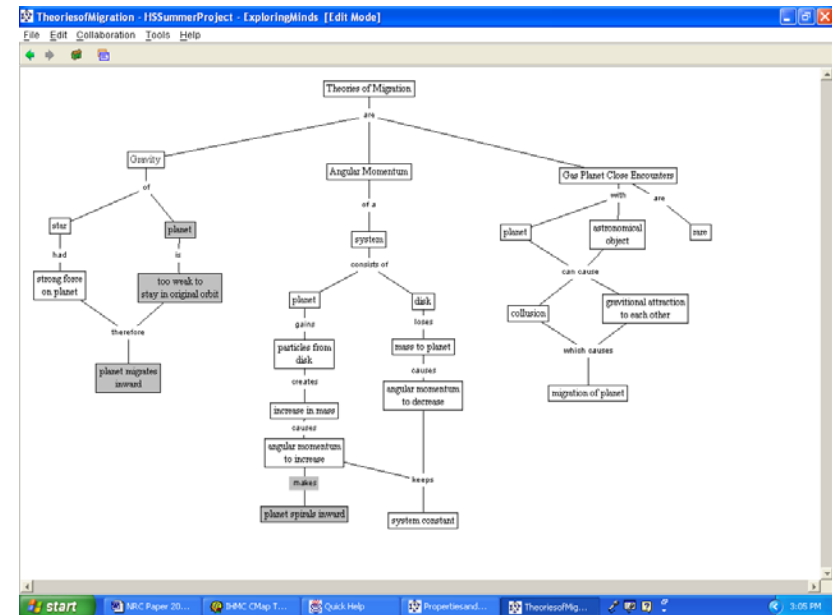 TheoriesofMigration - HSSummerProject - ExploringMinds [Edit Mode]
File Edit Collaboration Tools Help
Theories of Migration
are
Gravity
Angular Momentum
Gas Planet Close Encounters
of
of a
with
are
star
planet
system
planet
astronomical
object
rare
had
is
consists of
can cause
strong force
on planet
too weak to
stay in original orbit
planet
disk
collusion
gravitional attraction
to each other
therefore
gains
loses
which causes
planet migrates
inward
particles from
disk
mass to planet
migration of planet
creates
causes
increase in mass
angular momentum
to decrease
causes
angular momentum
to increase
makes
keeps
planet spirals inward
system constant
start
NRC Paper 20...
IHMC CMap T...
Quick Help
Propertiesand...
TheoriesofMig...
3:05 PM